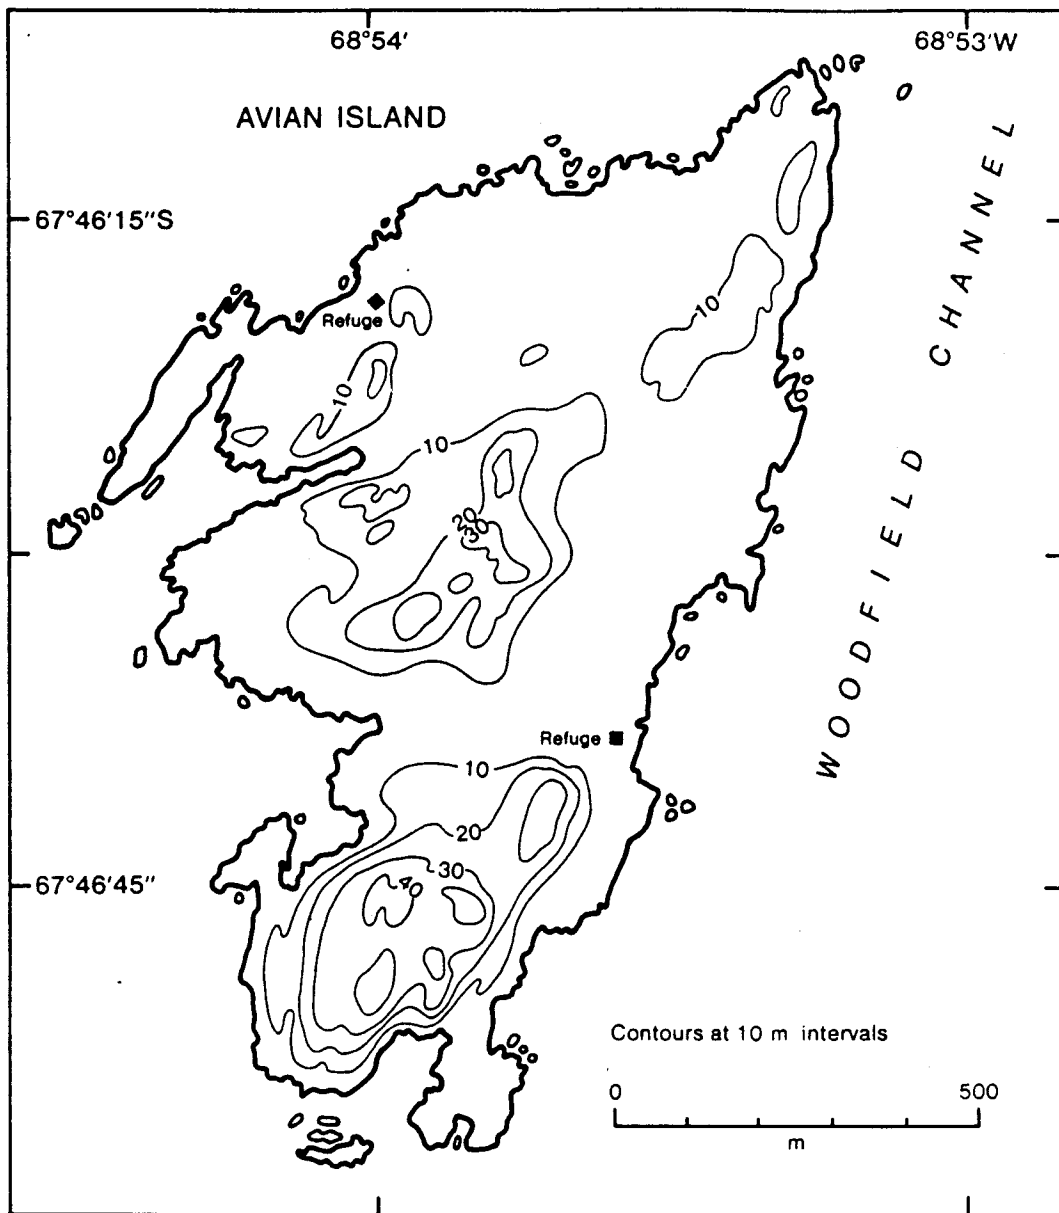 68°54'
68°53'W
AVIAN ISLAND
67°46'15"S
WOODFIELD CHANNEL
10
Refuge
10
10
20
30
Refuge
10
20
30
40
67°46'45"
Contours at 10 m intervals
0
500
m